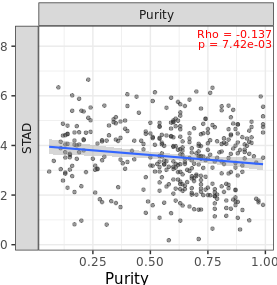 Purity
Rho = -0.137
p = 7.42e-03
STAD
8
6
4
2
0
0.25 0.50 0.75 1.00
Purity